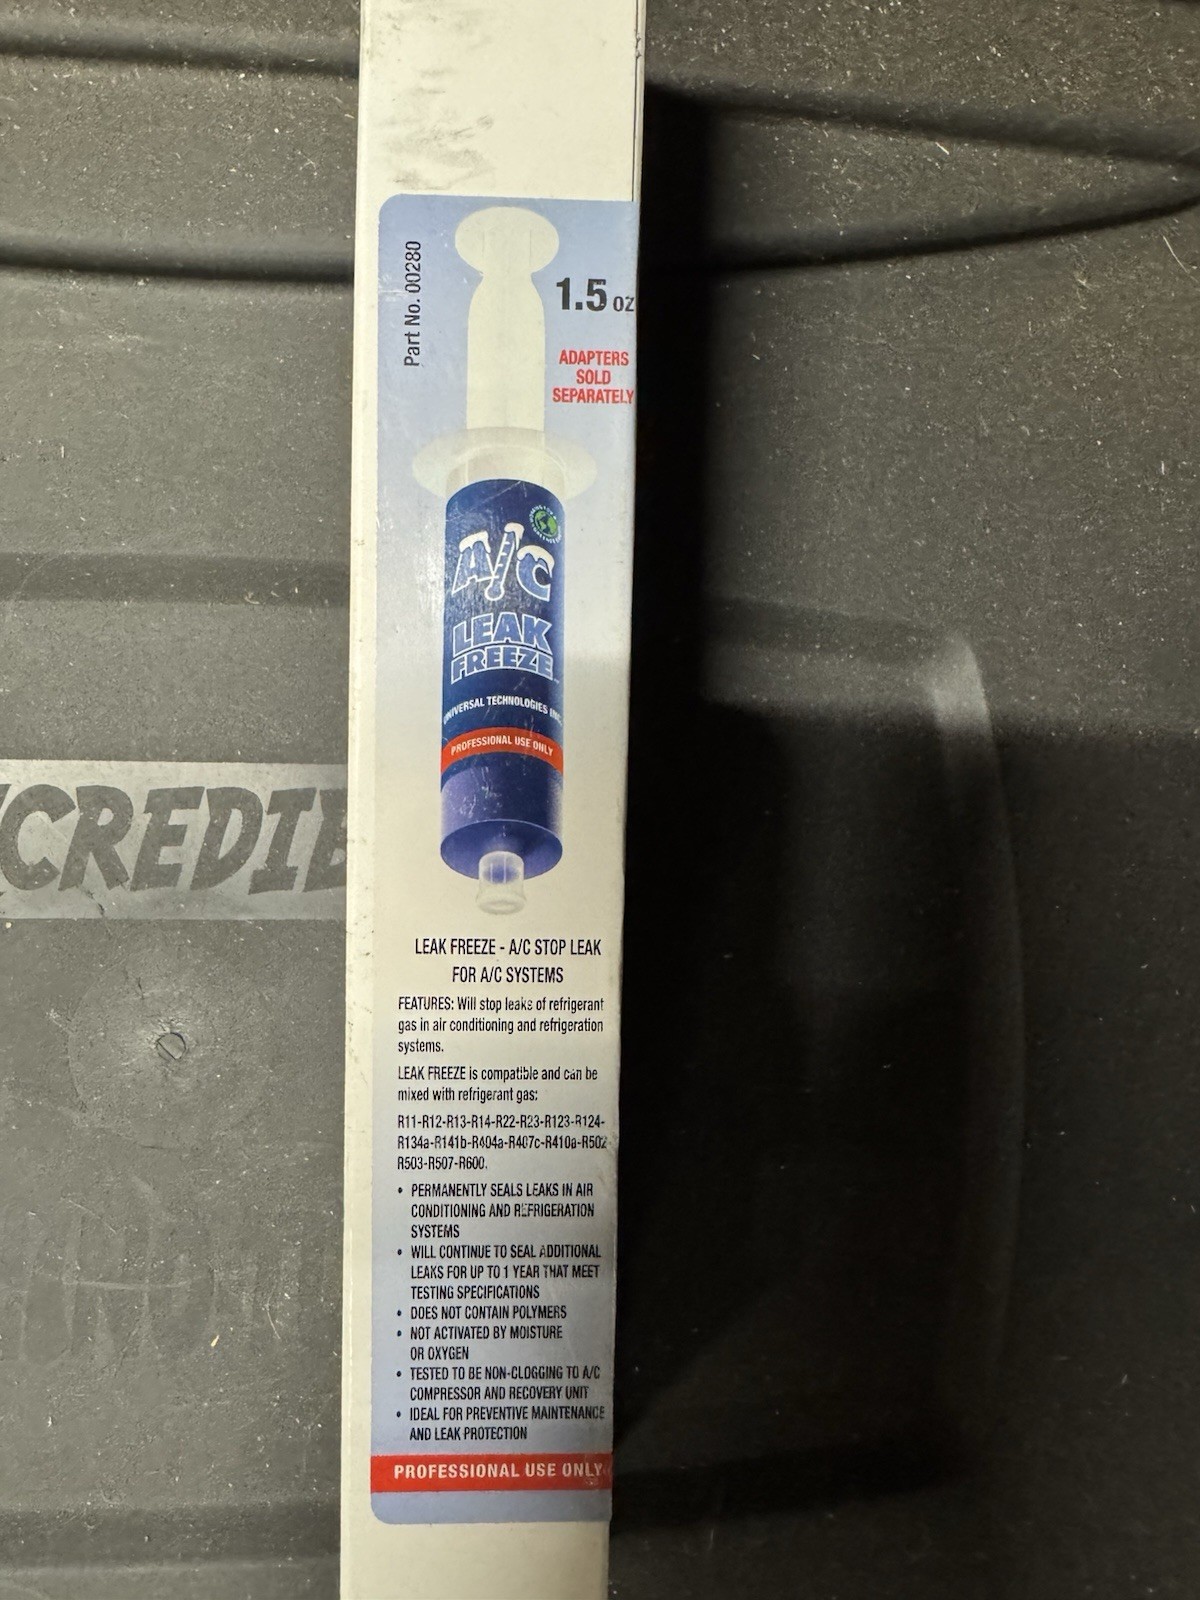 Part No. 00280
1.5 oz
ADAPTERS
SOLD
SEPARATELY
A/C
LEAK
FREEZE
UNIVERSAL TECHNOLOGIES INC.
PROFESSIONAL USE ONLY
CREDIB
LEAK FREEZE - A/C STOP LEAK
FOR A/C SYSTEMS
FEATURES: Will stop leaks of refrigerant
gas in air conditioning and refrigeration
systems.
LEAK FREEZE is compatible and can be
mixed with refrigerant gas:
R11-R12-R13-R14-R22-R23-R123-R124-
R134a-R141b-R404a-R407c-R410a-R502-
R503-R507-R600.
• PERMANENTLY SEALS LEAKS IN AIR
CONDITIONING AND REFRIGERATION
SYSTEMS
• WILL CONTINUE TO SEAL ADDITIONAL
LEAKS FOR UP TO 1 YEAR THAT MEET
TESTING SPECIFICATIONS
• DOES NOT CONTAIN POLYMERS
• NOT ACTIVATED BY MOISTURE
OR OXYGEN
• TESTED TO BE NON-CLOGGING TO A/C
COMPRESSOR AND RECOVERY UNIT
• IDEAL FOR PREVENTIVE MAINTENANCE
AND LEAK PROTECTION
PROFESSIONAL USE ONLY